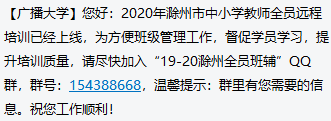 【广播大学】您好：2020年滁州市中小学教师全员远程
培训已经上线，为方便班级管理工作，督促学员学习，提
升培训质量，请尽快加入“19-20滁州全员班辅”QQ
群，群号：154388668，温馨提示：群里有您需要的信
息。祝您工作顺利！